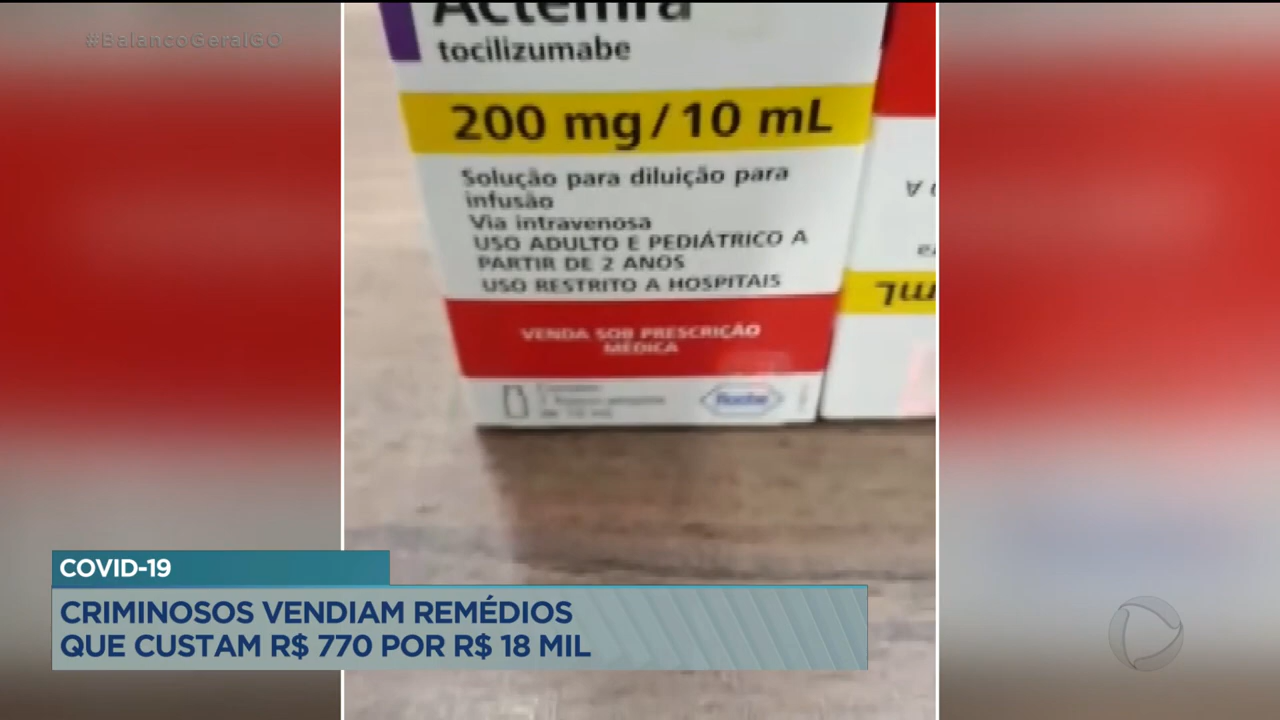 #BalancoGeralGO
Actemra
tocilizumabe
200 mg/10 mL
Solução para diluição para
infusão
Via intravenosa
USO ADULTO E PEDIÁTRICO A
PARTIR DE 2 ANOS
USO RESTRITO A HOSPITAIS
VENDA SOB PRESCRIÇÃO
MÉDICA
Roche
mL
COVID-19
CRIMINOSOS VENDIAM REMÉDIOS
QUE CUSTAM R$ 770 POR R$ 18 MIL